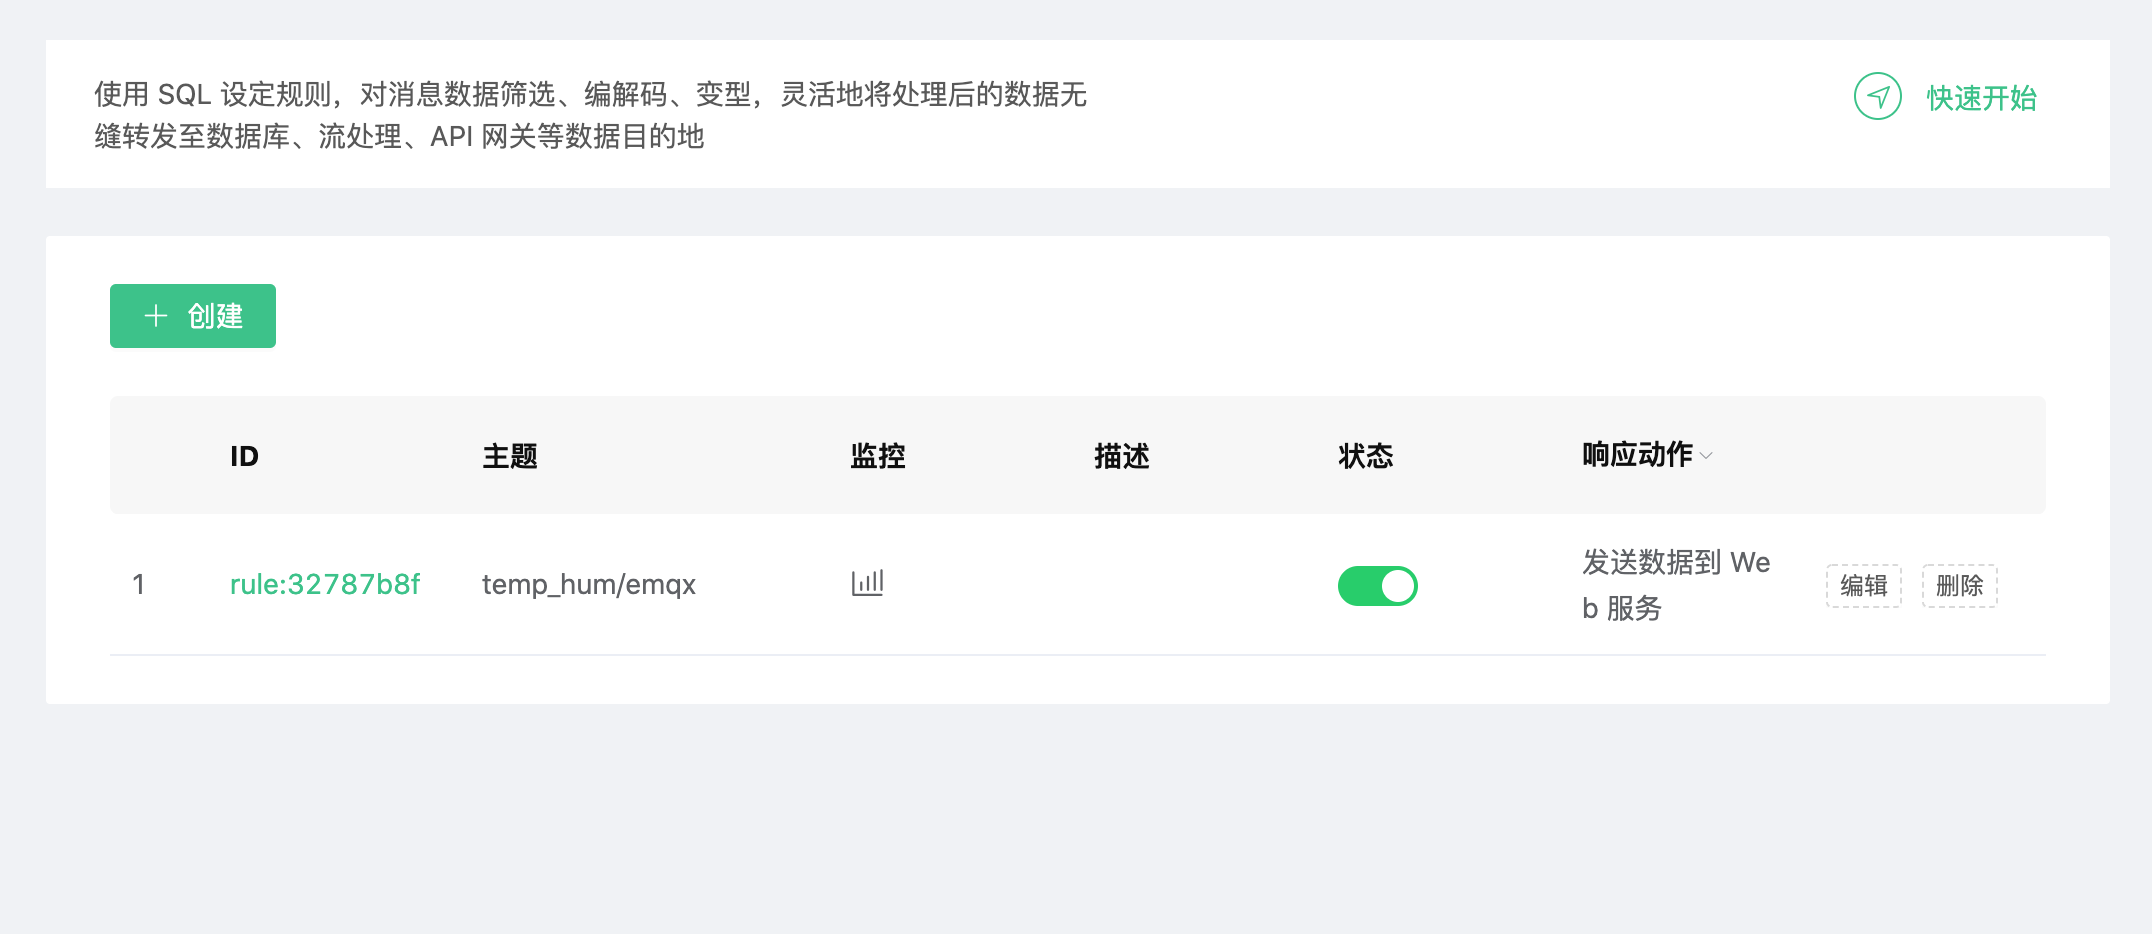 使用 SQL 设定规则，对消息数据筛选、编解码、变型，灵活地将处理后的数据无
缝转发至数据库、流处理、API 网关等数据目的地
快速开始
创建
ID 主题 监控 描述 状态 响应动作
1 rule:32787b8f temp_hum/emqx 发送数据到 We
b 服务 编辑 删除